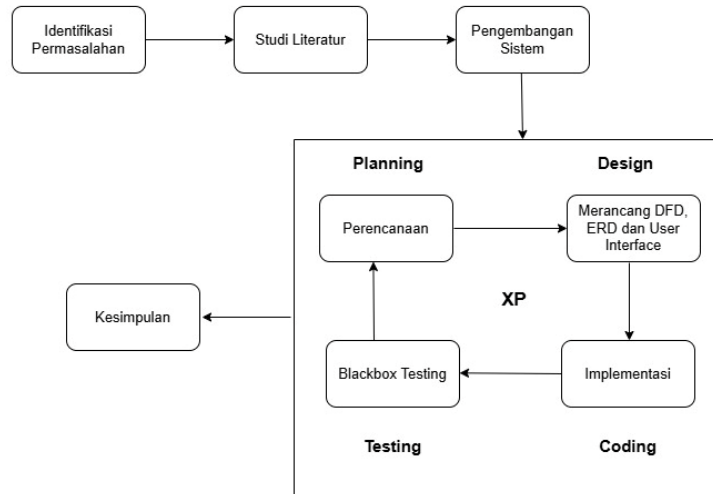 Identifikasi
Permasalahan
Studi Literatur
Pengembangan
Sistem
Planning
Design
Perencanaan
Merancang DFD,
ERD dan User
Interface
XP
Kesimpulan
Blackbox Testing
Implementasi
Testing
Coding